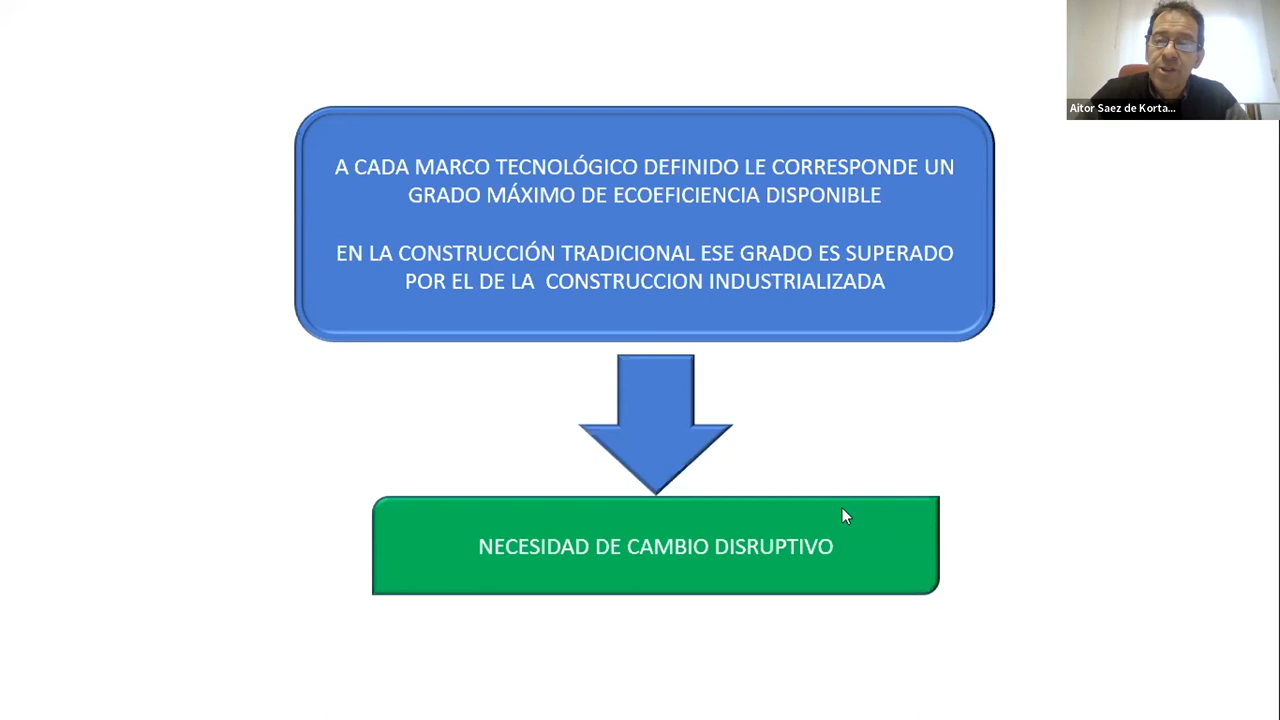 Aitor Saez de Korta...
A CADA MARCO TECNOLÓGICO DEFINIDO LE CORRESPONDE UN
GRADO MÁXIMO DE ECOEFICIENCIA DISPONIBLE
EN LA CONSTRUCCIÓN TRADICIONAL ESE GRADO ES SUPERADO
POR EL DE LA  CONSTRUCCION INDUSTRIALIZADA
NECESIDAD DE CAMBIO DISRUPTIVO